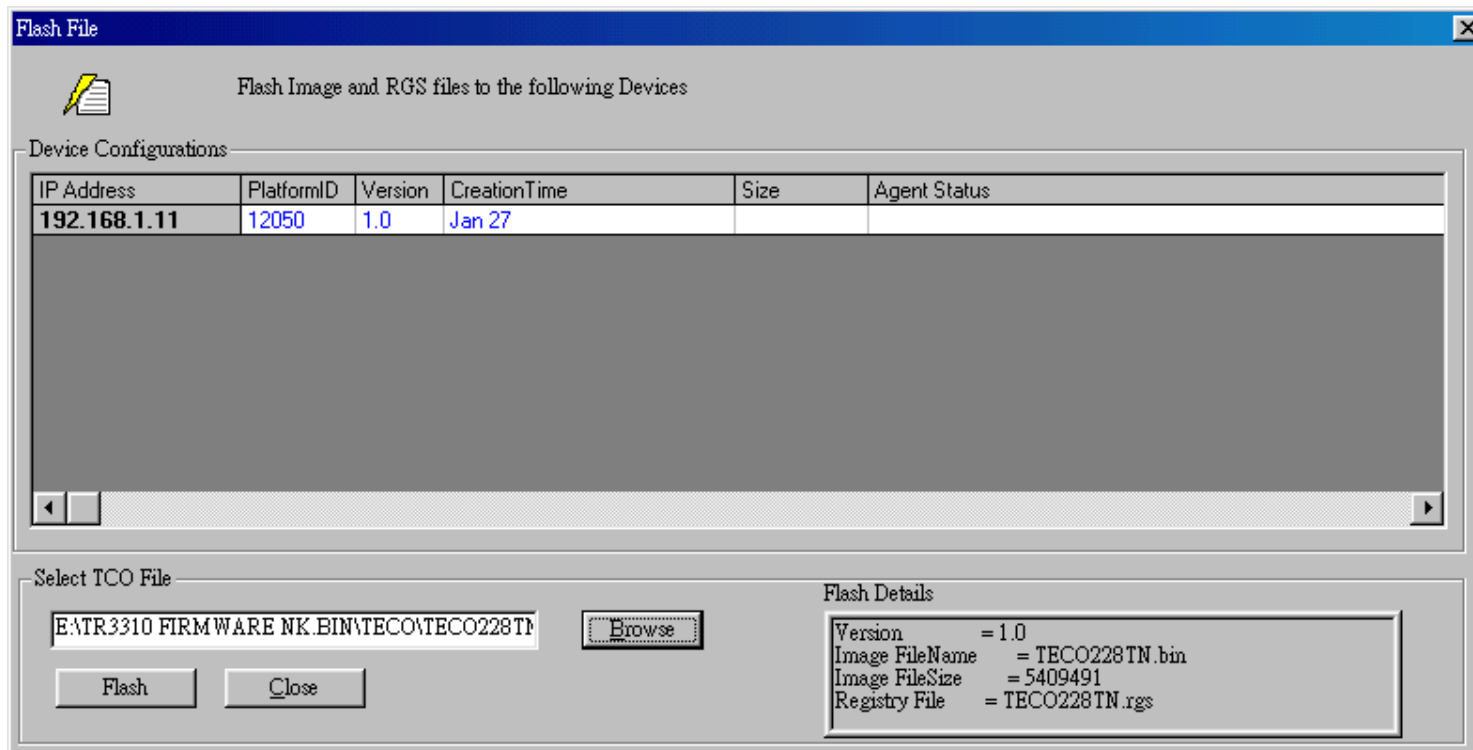 Flash File
Flash Image and RGS files to the following Devices
Device Configurations
IP Address PlatformID Version CreationTime Size Agent Status
192.168.1.11 12050 1.0 Jan 27
Select TCO File
E:\TR3310 FIRMWARE NK.BIN\TECO\TECO228TN
Browse
Flash Close
Flash Details
Version = 1.0
Image FileName = TECO228TN.bin
Image FileSize = 5409491
Registry File = TECO228TN.rgs